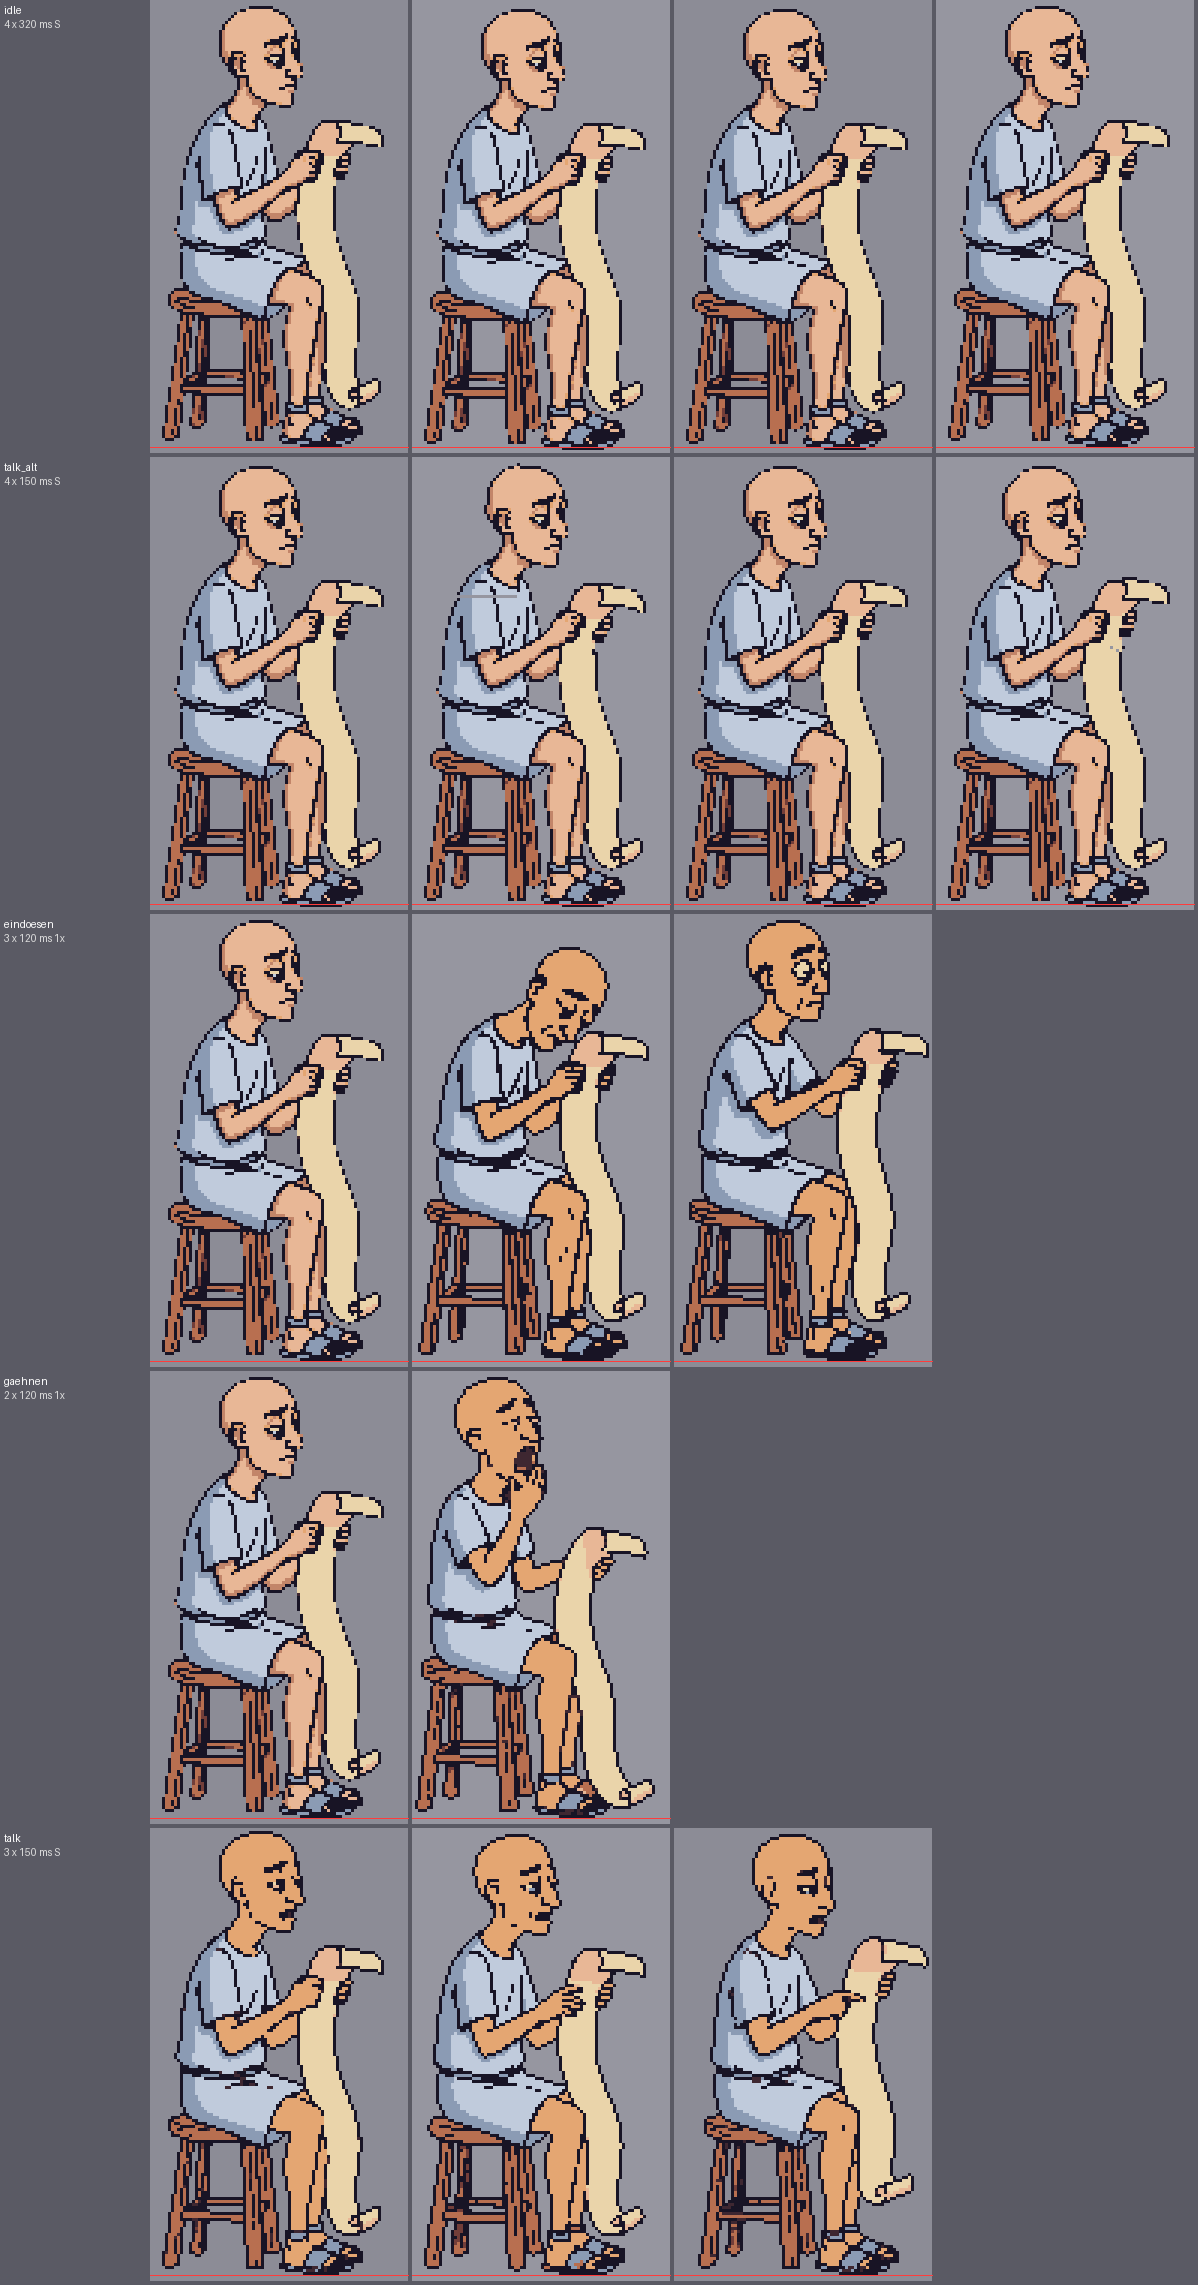 idle
4 x 320 ms S
talk_alt
4 x 150 ms S
eindoesen
3 x 120 ms 1x
gaehnen
2 x 120 ms 1x
talk
3 x 150 ms S